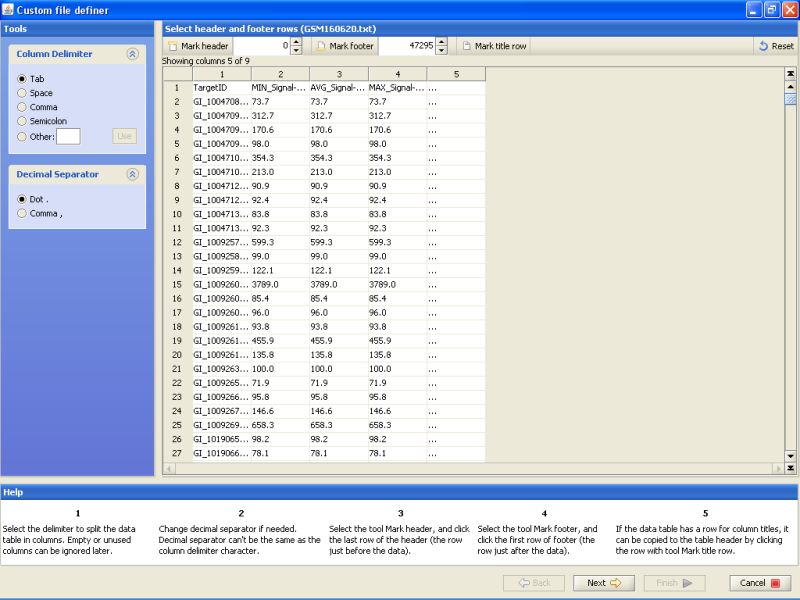 Custom file definer
Tools
Column Delimiter
Tab
Space
Comma
Semicolon
Other:
Use
Decimal Separator
Dot .
Comma ,
Select header and footer rows (GSM160620.txt)
Mark header 0 Mark footer 47295 Mark title row Reset
Showing columns 5 of 9
1 2 3 4 5
1 TargetID MIN_Signal-... AVG_Signal-... MAX_Signal-... ...
2 GI_1004708... 73.7 73.7 73.7 ...
3 GI_1004709... 312.7 312.7 312.7 ...
4 GI_1004709... 170.6 170.6 170.6 ...
5 GI_1004709... 98.0 98.0 98.0 ...
6 GI_1004710... 354.3 354.3 354.3 ...
7 GI_1004710... 213.0 213.0 213.0 ...
8 GI_1004712... 90.9 90.9 90.9 ...
9 GI_1004712... 92.4 92.4 92.4 ...
10 GI_1004713... 83.8 83.8 83.8 ...
11 GI_1004713... 92.3 92.3 92.3 ...
12 GI_1009257... 599.3 599.3 599.3 ...
13 GI_1009258... 99.0 99.0 99.0 ...
14 GI_1009259... 122.1 122.1 122.1 ...
15 GI_1009260... 3789.0 3789.0 3789.0 ...
16 GI_1009260... 85.4 85.4 85.4 ...
17 GI_1009260... 96.0 96.0 96.0 ...
18 GI_1009261... 93.8 93.8 93.8 ...
19 GI_1009261... 455.9 455.9 455.9 ...
20 GI_1009261... 135.8 135.8 135.8 ...
21 GI_1009263... 100.0 100.0 100.0 ...
22 GI_1009265... 71.9 71.9 71.9 ...
23 GI_1009266... 95.8 95.8 95.8 ...
24 GI_1009267... 146.6 146.6 146.6 ...
25 GI_1009269... 658.3 658.3 658.3 ...
26 GI_1019065... 98.2 98.2 98.2 ...
27 GI_1019066... 78.1 78.1 78.1 ...
Help
1
Select the delimiter to split the data
table in columns. Empty or unused
columns can be ignored later.
2
Change decimal separator if needed.
Decimal separator can't be the same as the
column delimiter character.
3
Select the tool Mark header, and click
the last row of the header (the row
just before the data).
4
Select the tool Mark footer, and
click the first row of footer (the
row just after the data).
5
If the data table has a row for column titles, it
can be copied to the table header by clicking
the row with tool Mark title row.
Back Next Finish Cancel